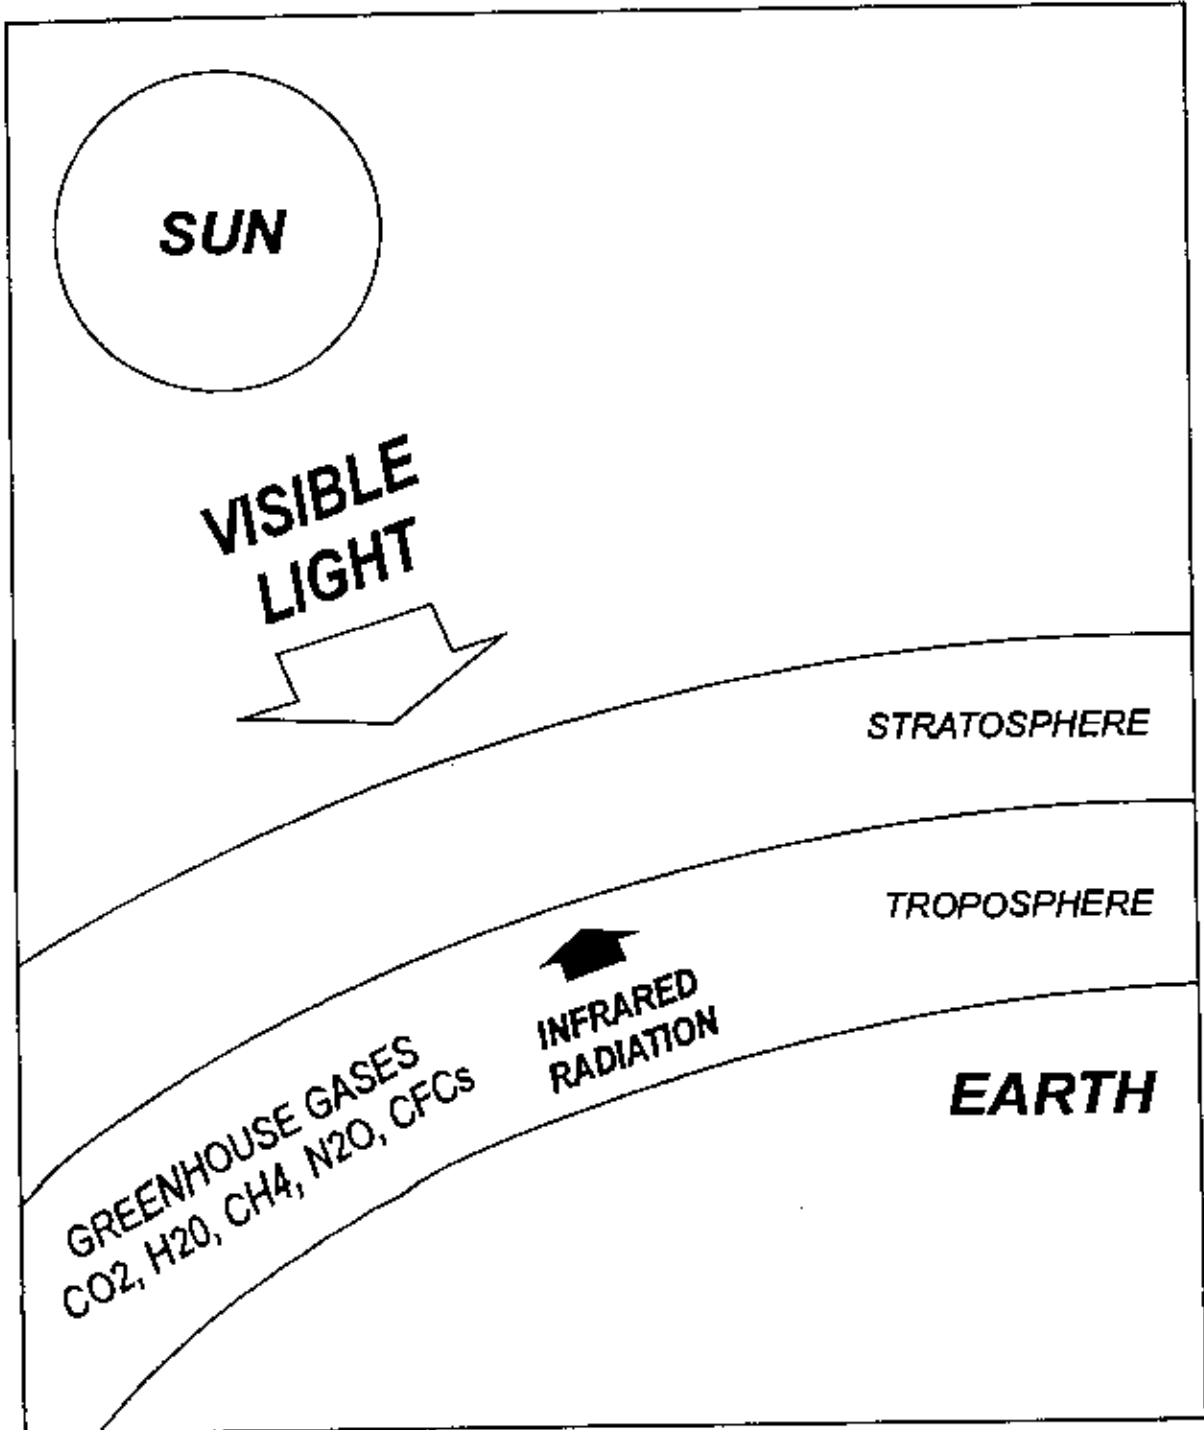 SUN
VISIBLE
LIGHT
STRATOSPHERE
TROPOSPHERE
INFRARED
RADIATION
GREENHOUSE GASES
CO2, H20, CH4, N2O, CFCs
EARTH